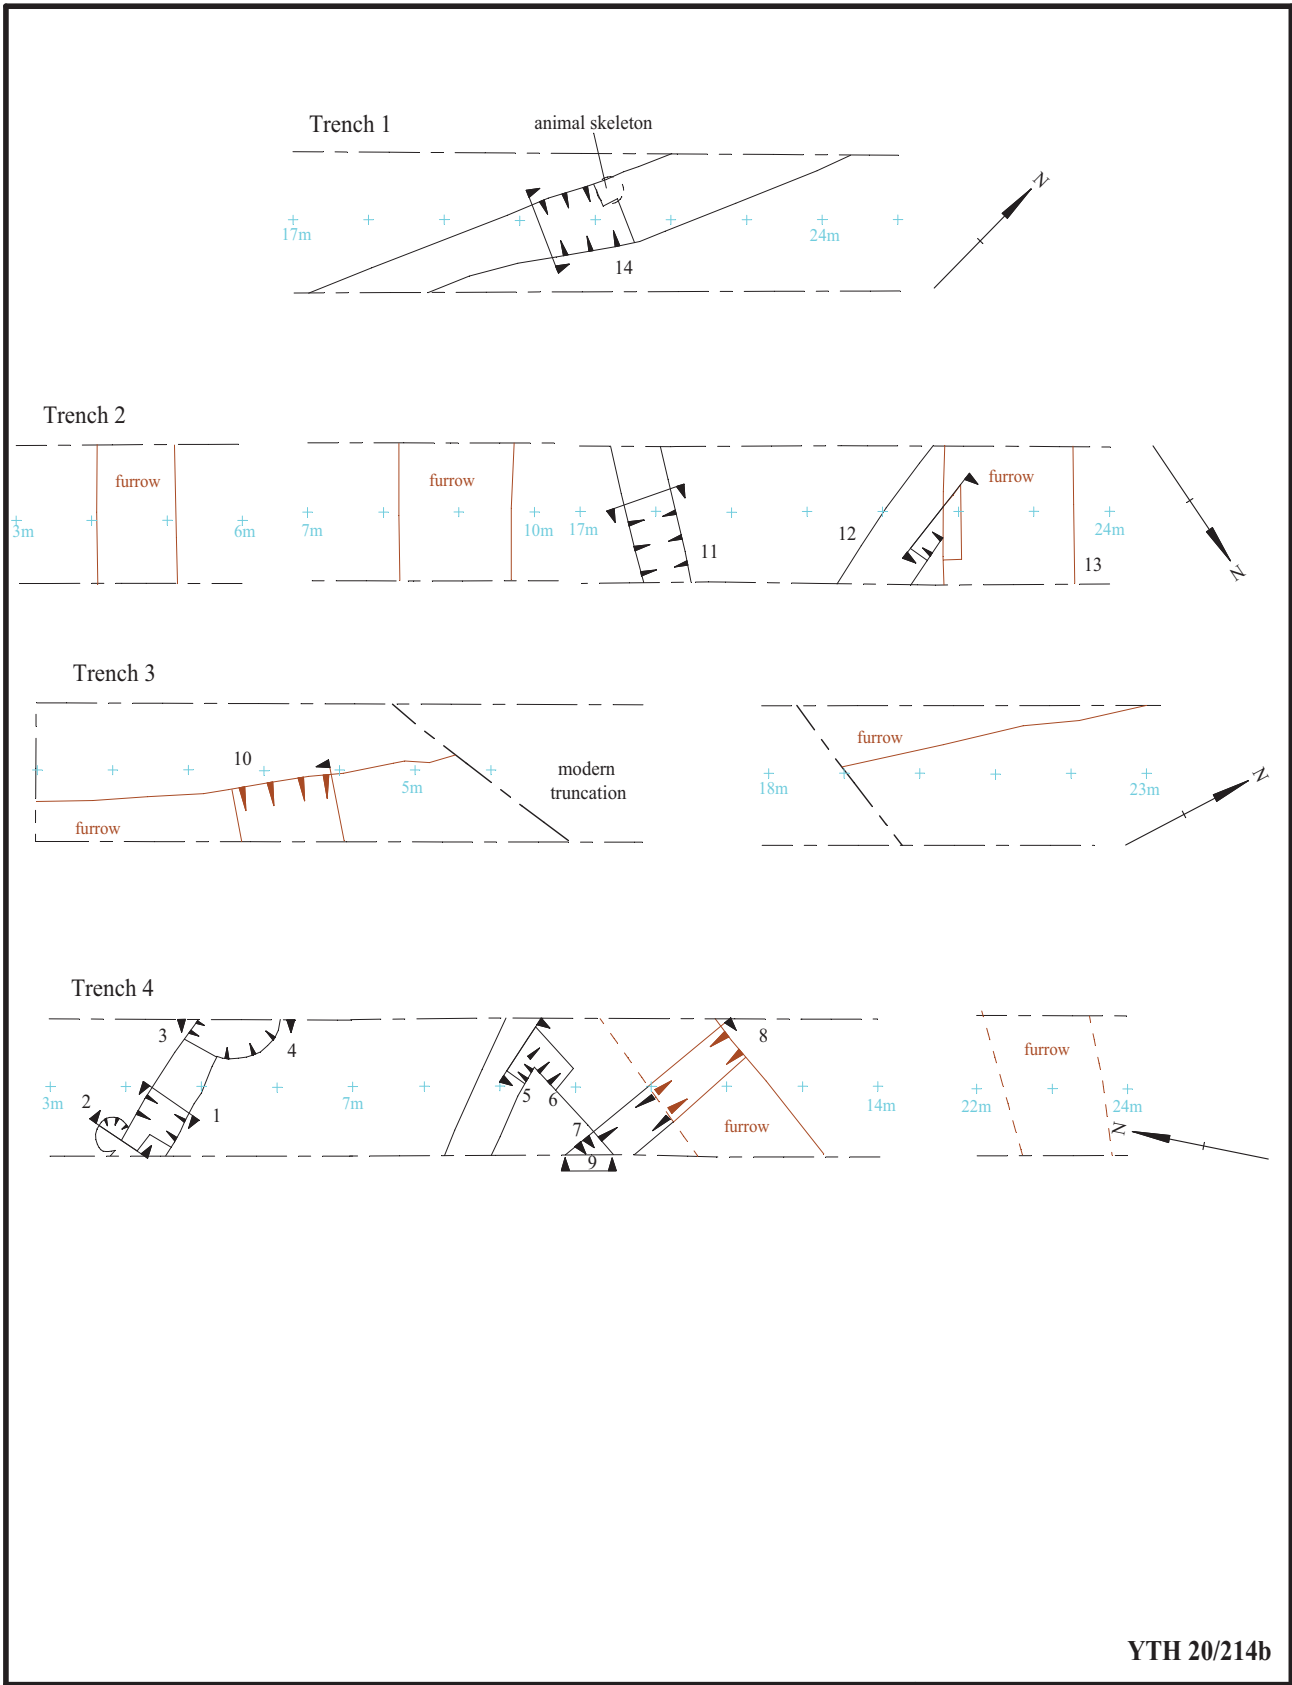 Trench 1
animal skeleton
N
17m
24m
14
Trench 2
furrow
furrow
furrow
3m
6m
7m
10m
17m
24m
11
12
13
N
Trench 3
10
furrow
5m
modern
truncation
furrow
18m
23m
N
Trench 4
3
4
8
furrow
3m
7m
14m
22m
24m
2
1
5
6
7
furrow
9
N
YTH 20/214b